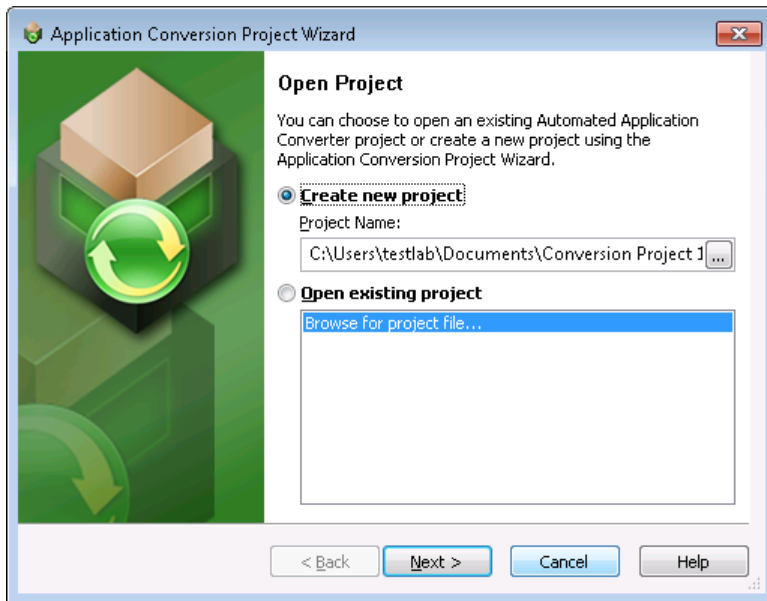 Application Conversion Project Wizard
Open Project
You can choose to open an existing Automated Application
Converter project or create a new project using the
Application Conversion Project Wizard.
Create new project
Project Name:
C:\Users\testlab\Documents\Conversion Project 1
...
Open existing project
Browse for project file...
< Back
Next >
Cancel
Help